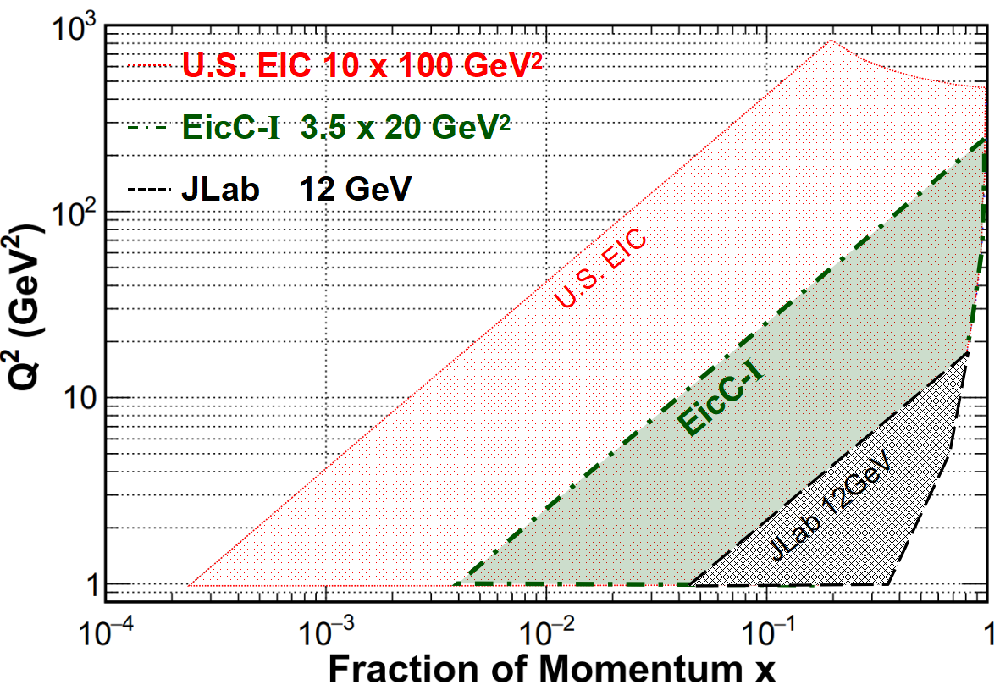 10³
U.S. EIC 10 x 100 GeV²
EicC-I 3.5 x 20 GeV²
JLab 12 GeV
10²
U.S. EIC
Q² (GeV²)
10
EicC-I
JLab 12GeV
1
10⁻⁴ 10⁻³ 10⁻² 10⁻¹ 1
Fraction of Momentum x